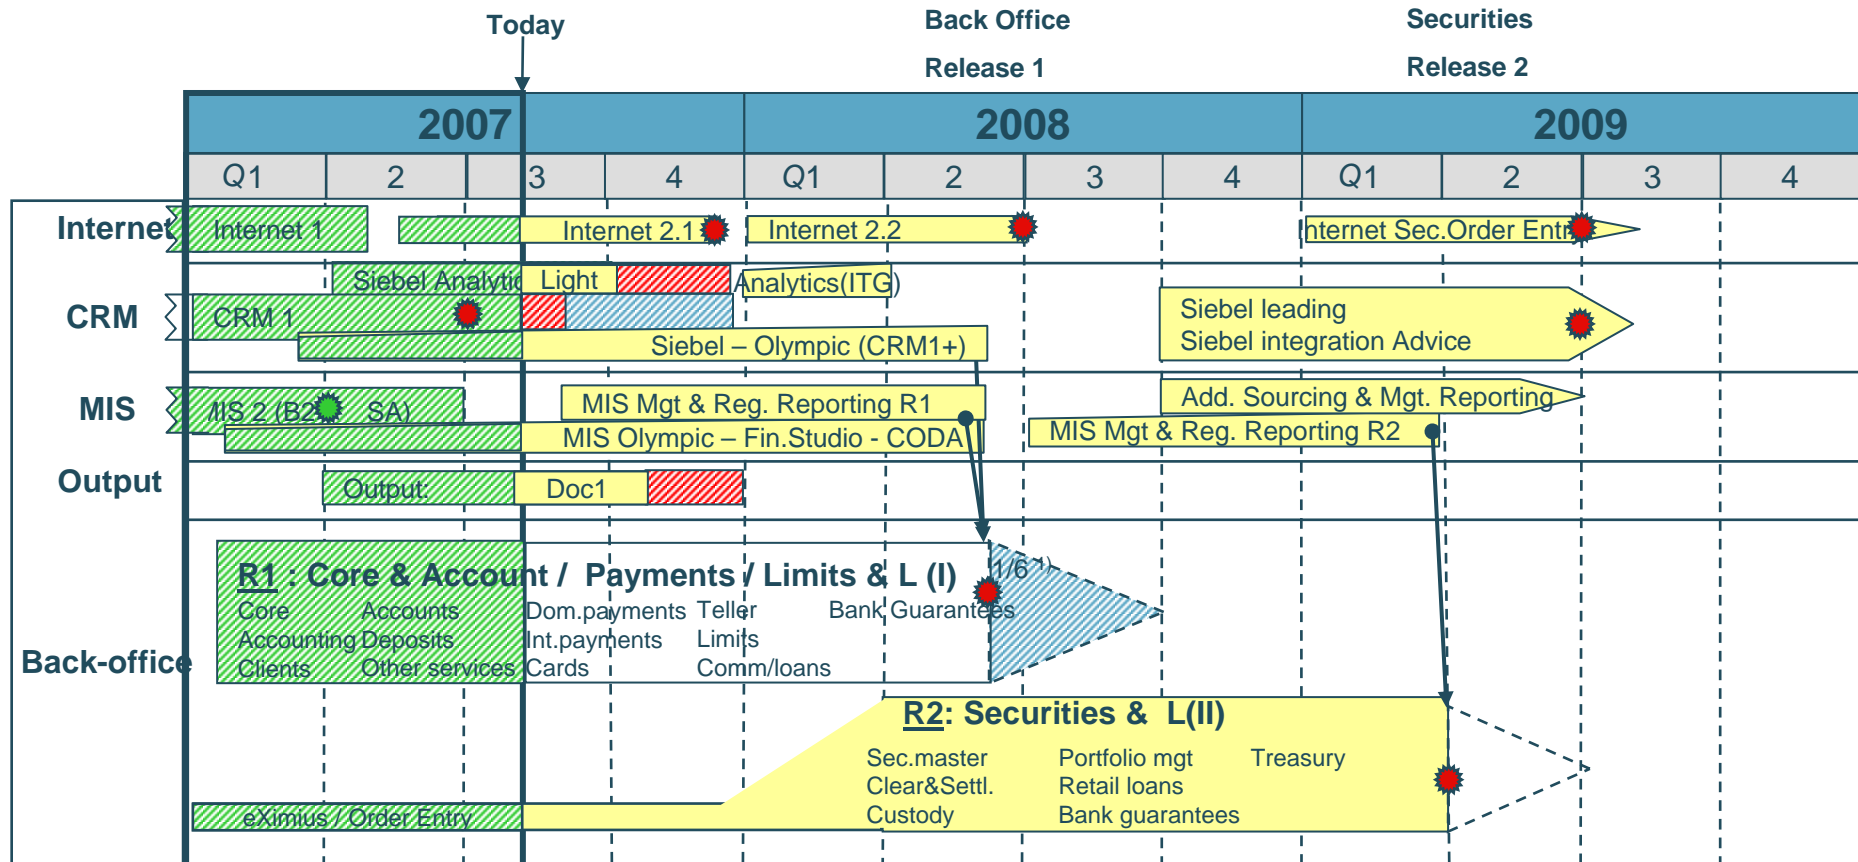 Today
Back Office
Release 1
Securities
Release 2
2007
2008
2009
Q1 2 3 4 Q1 2 3 4 Q1 2 3 4
Internet
Internet 1
Internet 2.1
Internet 2.2
nternet Sec.Order Entr
CRM
Siebel Analytic
Light
Analytics(ITG)
CRM 1
Siebel – Olympic (CRM1+)
Siebel leading
Siebel integration Advice
MIS
MIS 2 (B2 SA)
MIS Mgt & Reg. Reporting R1
Add. Sourcing & Mgt. Reporting
MIS Olympic – Fin.Studio - CODA
MIS Mgt & Reg. Reporting R2
Output
Output:
Doc1
Back-office
R1 : Core & Account / Payments / Limits & L (I)
1/6 1)
Core Accounts Dom.payments Teller Bank Guarantees
Accounting Deposits Int.payments Limits
Clients Other services Cards Comm/loans
R2: Securities & L(II)
Sec.master Portfolio mgt Treasury
Clear&Settl. Retail loans
Custody Bank guarantees
eXimius / Order Entry